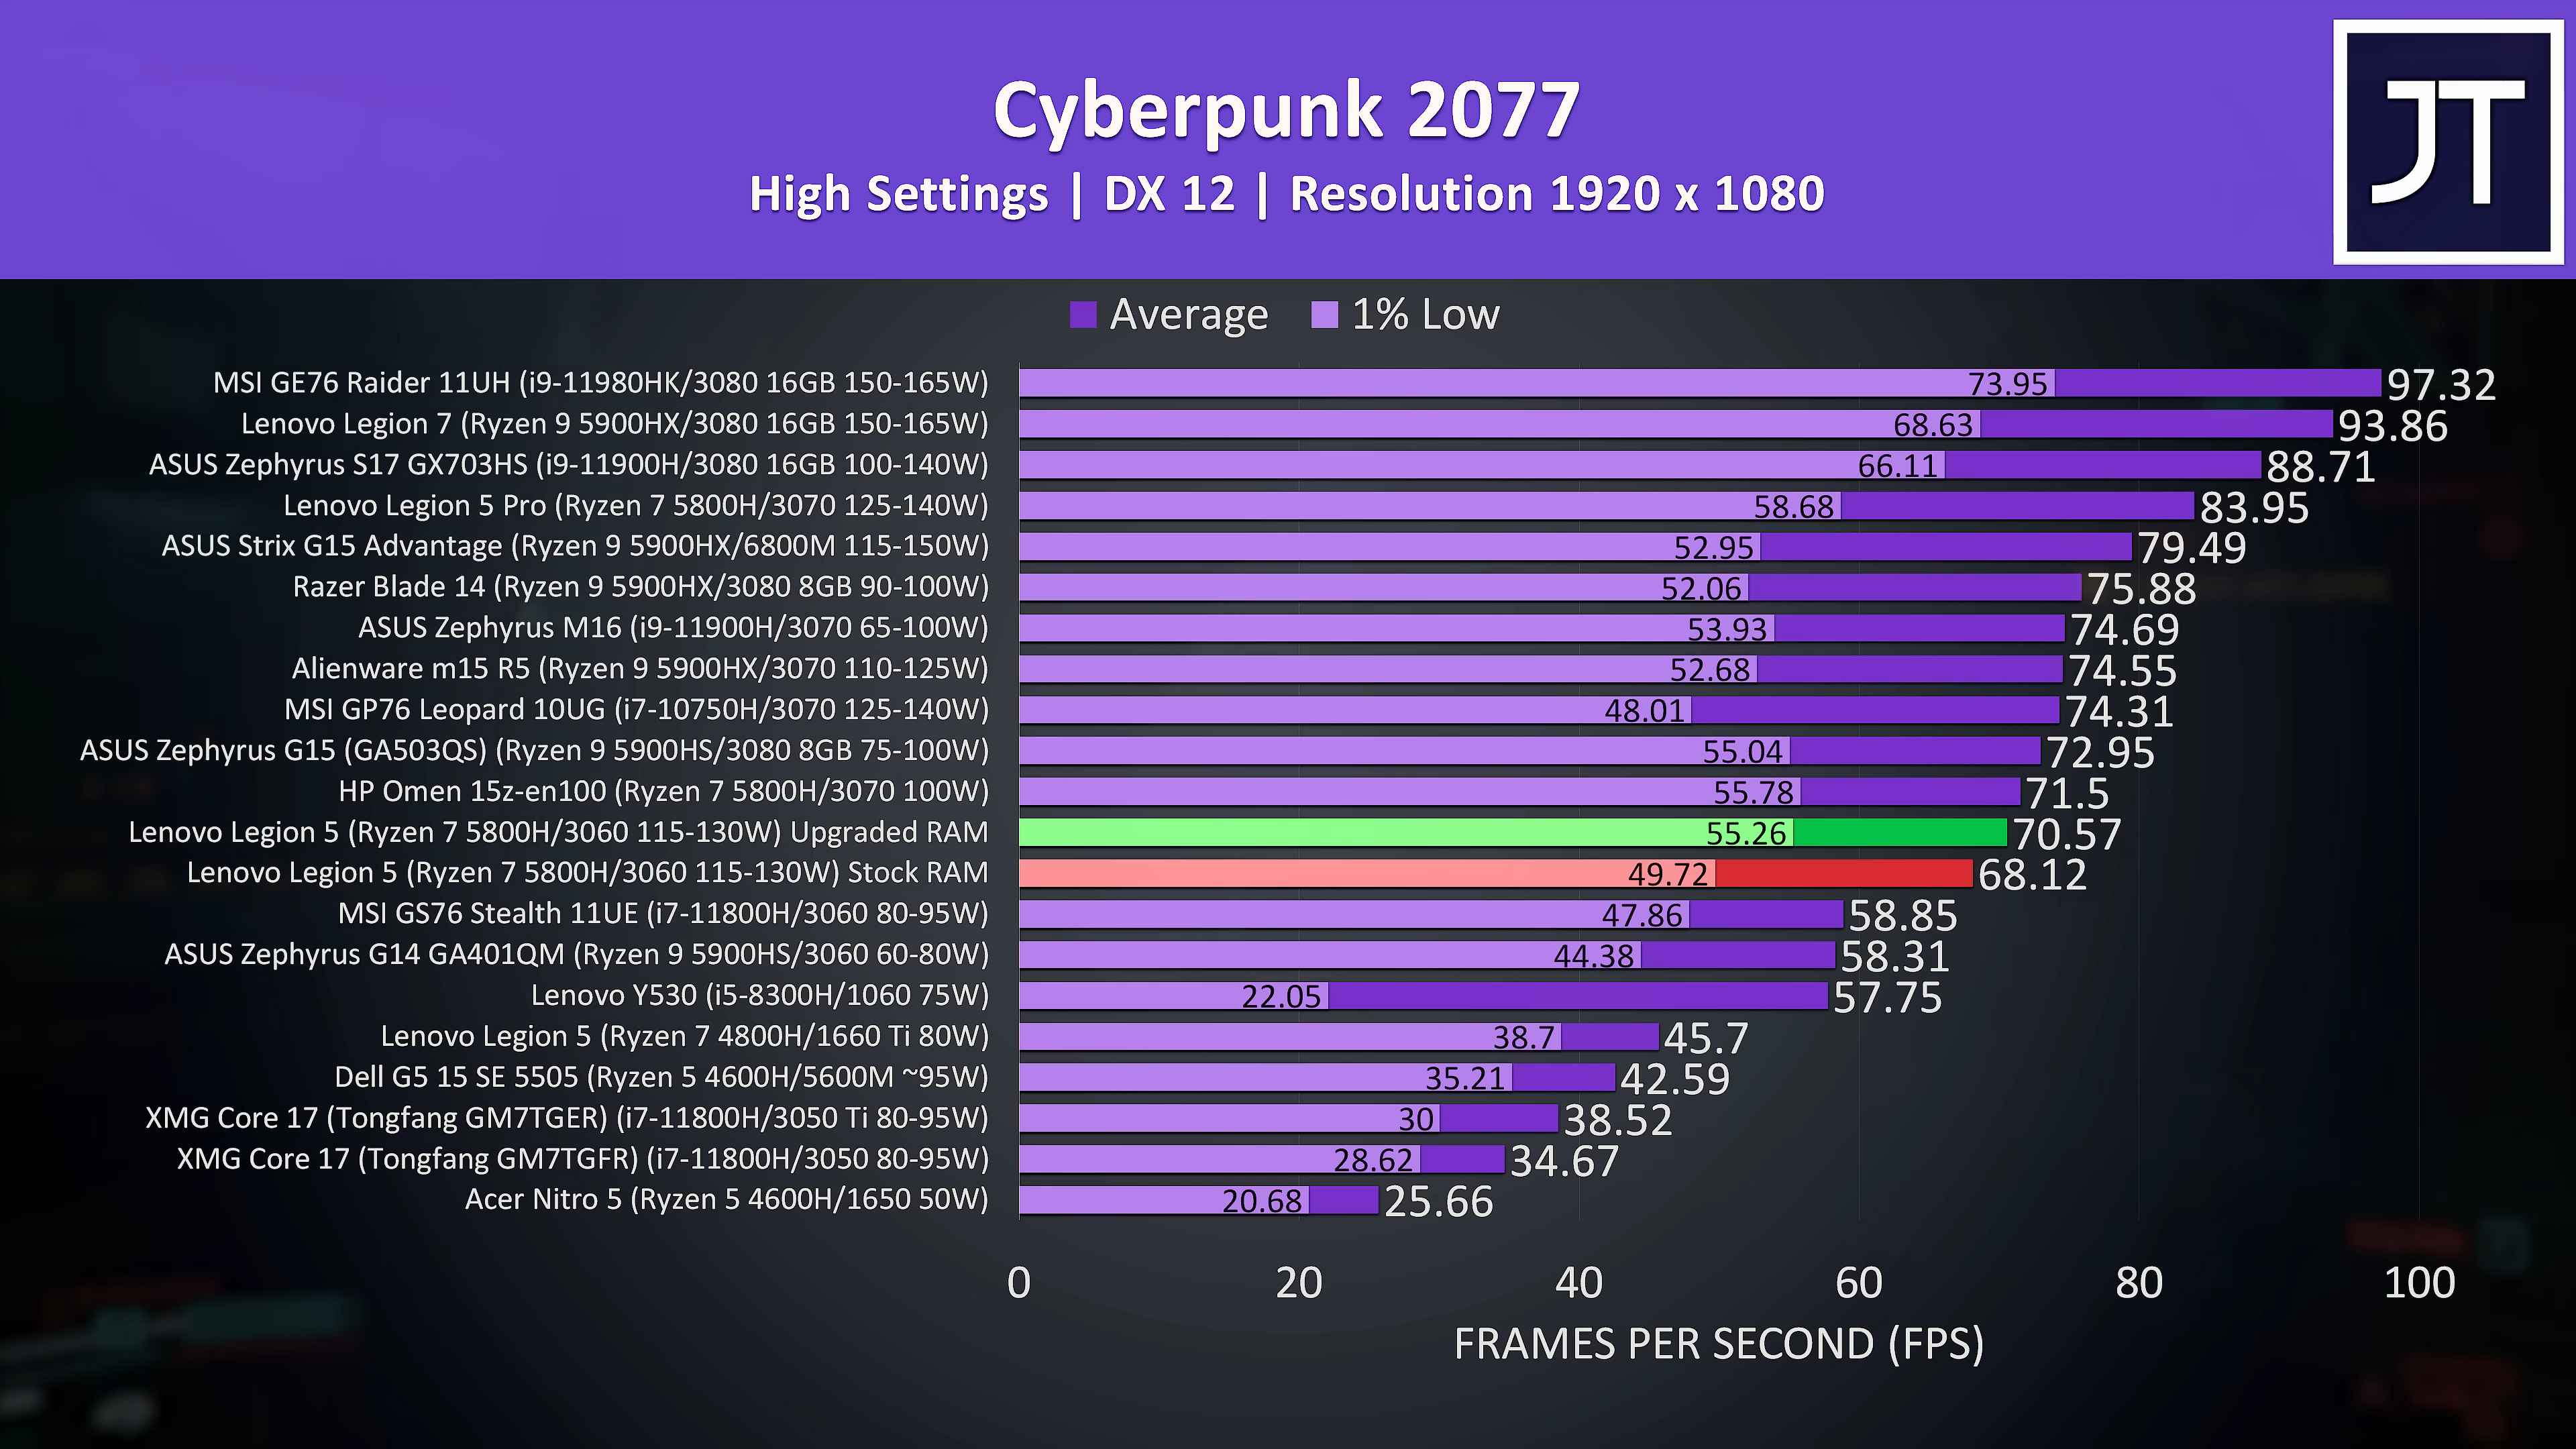 Cyberpunk 2077
High Settings | DX 12 | Resolution 1920 x 1080
JT
Average 1% Low
MSI GE76 Raider 11UH (i9-11980HK/3080 16GB 150-165W) 73.95 97.32
Lenovo Legion 7 (Ryzen 9 5900HX/3080 16GB 150-165W) 68.63 93.86
ASUS Zephyrus S17 GX703HS (i9-11900H/3080 16GB 100-140W) 66.11 88.71
Lenovo Legion 5 Pro (Ryzen 7 5800H/3070 125-140W) 58.68 83.95
ASUS Strix G15 Advantage (Ryzen 9 5900HX/6800M 115-150W) 52.95 79.49
Razer Blade 14 (Ryzen 9 5900HX/3080 8GB 90-100W) 52.06 75.88
ASUS Zephyrus M16 (i9-11900H/3070 65-100W) 53.93 74.69
Alienware m15 R5 (Ryzen 9 5900HX/3070 110-125W) 52.68 74.55
MSI GP76 Leopard 10UG (i7-10750H/3070 125-140W) 48.01 74.31
ASUS Zephyrus G15 (GA503QS) (Ryzen 9 5900HS/3080 8GB 75-100W) 55.04 72.95
HP Omen 15z-en100 (Ryzen 7 5800H/3070 100W) 55.78 71.5
Lenovo Legion 5 (Ryzen 7 5800H/3060 115-130W) Upgraded RAM 55.26 70.57
Lenovo Legion 5 (Ryzen 7 5800H/3060 115-130W) Stock RAM 49.72 68.12
MSI GS76 Stealth 11UE (i7-11800H/3060 80-95W) 47.86 58.85
ASUS Zephyrus G14 GA401QM (Ryzen 9 5900HS/3060 60-80W) 44.38 58.31
Lenovo Y530 (i5-8300H/1060 75W) 22.05 57.75
Lenovo Legion 5 (Ryzen 7 4800H/1660 Ti 80W) 38.7 45.7
Dell G5 15 SE 5505 (Ryzen 5 4600H/5600M ~95W) 35.21 42.59
XMG Core 17 (Tongfang GM7TGER) (i7-11800H/3050 Ti 80-95W) 30 38.52
XMG Core 17 (Tongfang GM7TGFR) (i7-11800H/3050 80-95W) 28.62 34.67
Acer Nitro 5 (Ryzen 5 4600H/1650 50W) 20.68 25.66
0 20 40 60 80 100
FRAMES PER SECOND (FPS)